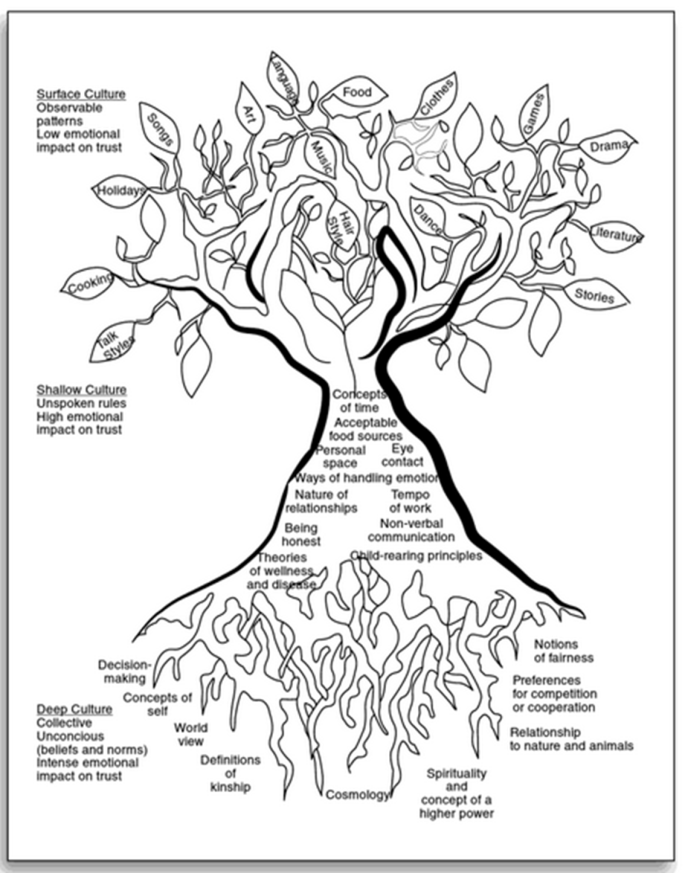 Surface Culture
Observable
patterns
Low emotional
impact on trust
Language
Food
Clothes
Games
Art
Songs
Music
Drama
Holidays
Hair
Style
Dance
Literature
Cooking
Stories
Talk
Styles
Shallow Culture
Unspoken rules
High emotional
impact on trust
Concepts
of time
Acceptable
food sources
Personal
space
Eye
contact
Ways of handling emotion
Nature of
relationships
Tempo
of work
Being
honest
Non-verbal
communication
Theories
of wellness
and disease
Child-rearing principles
Deep Culture
Collective
Unconcious
(beliefs and norms)
Intense emotional
impact on trust
Decision-
making
Concepts of
self
World
view
Definitions
of
kinship
Cosmology
Spirituality
and
concept of a
higher power
Notions
of fairness
Preferences
for competition
or cooperation
Relationship
to nature and animals